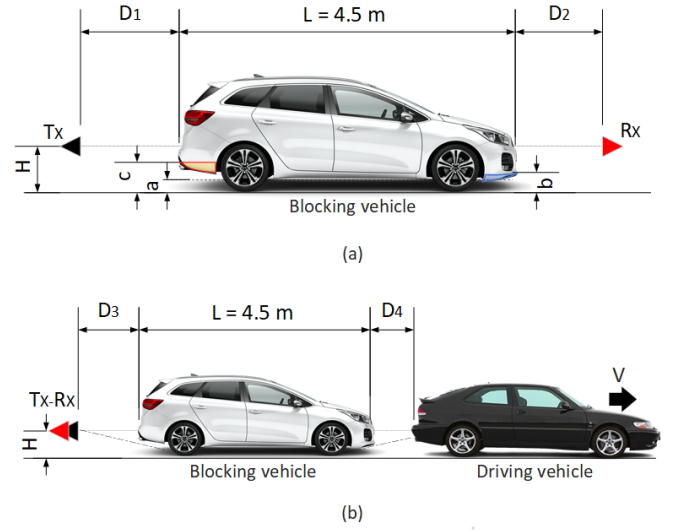 D1
L = 4.5 m
D2
Tx
Rx
H
c
a
b
Blocking vehicle
(a)
D3
L = 4.5 m
D4
V
Tx-Rx
H
Blocking vehicle
Driving vehicle
(b)